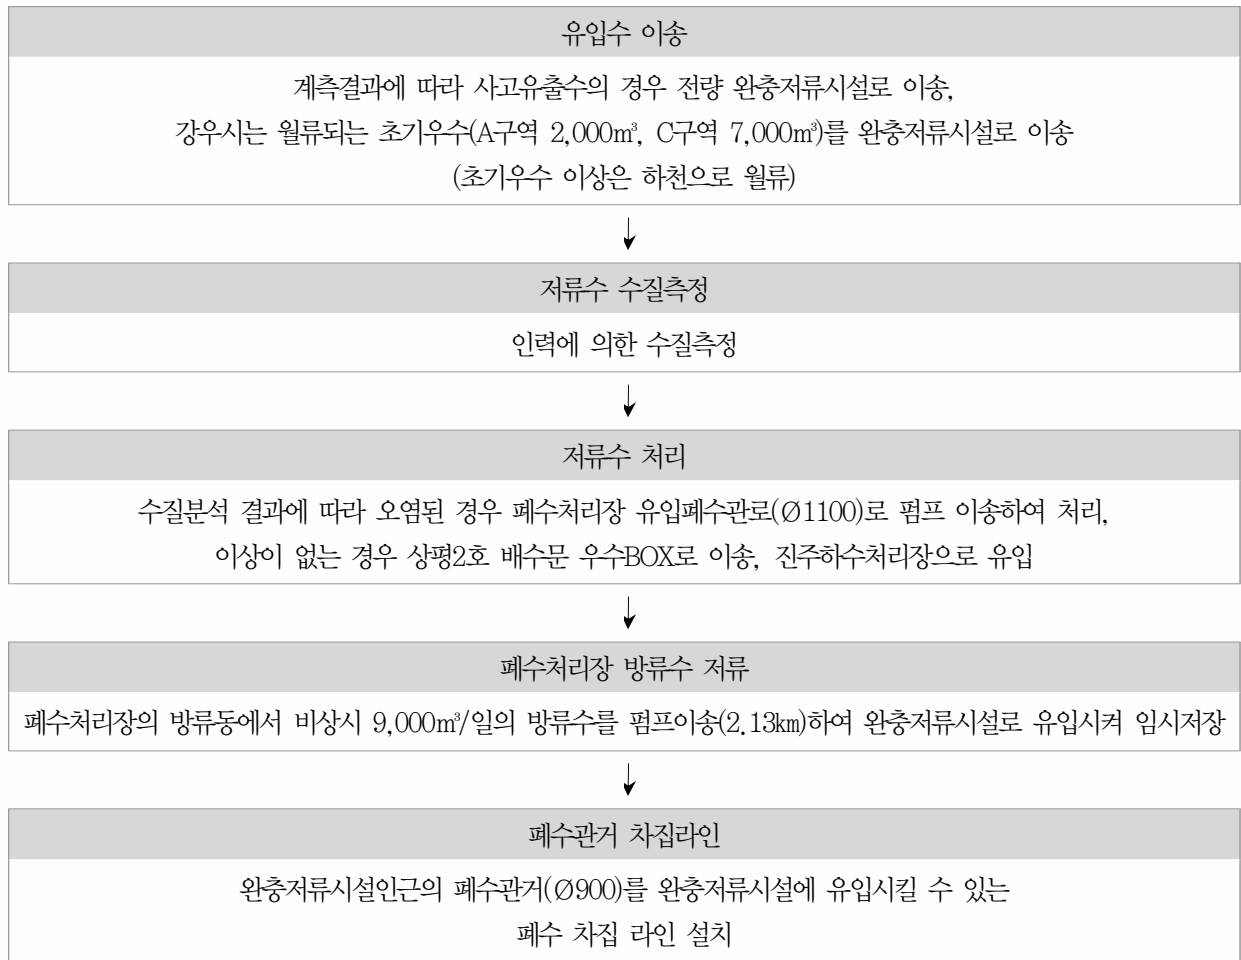 유입수 이송
계측결과에 따라 사고유출수의 경우 전량 완충저류시설로 이송,
강우시는 월류되는 초기우수(A구역 2,000㎥, C구역 7,000㎥)를 완충저류시설로 이송
(초기우수 이상은 하천으로 월류)
↓
저류수 수질측정
인력에 의한 수질측정
↓
저류수 처리
수질분석 결과에 따라 오염된 경우 폐수처리장 유입폐수관로(∅1100)로 펌프 이송하여 처리,
이상이 없는 경우 상평2호 배수문 우수BOX로 이송, 진주하수처리장으로 유입
↓
폐수처리장 방류수 저류
폐수처리장의 방류동에서 비상시 9,000㎥/일의 방류수를 펌프이송(2.13㎞)하여 완충저류시설로 유입시켜 임시저장
↓
폐수관거 차집라인
완충저류시설인근의 폐수관거(∅900)를 완충저류시설에 유입시킬 수 있는
폐수 차집 라인 설치